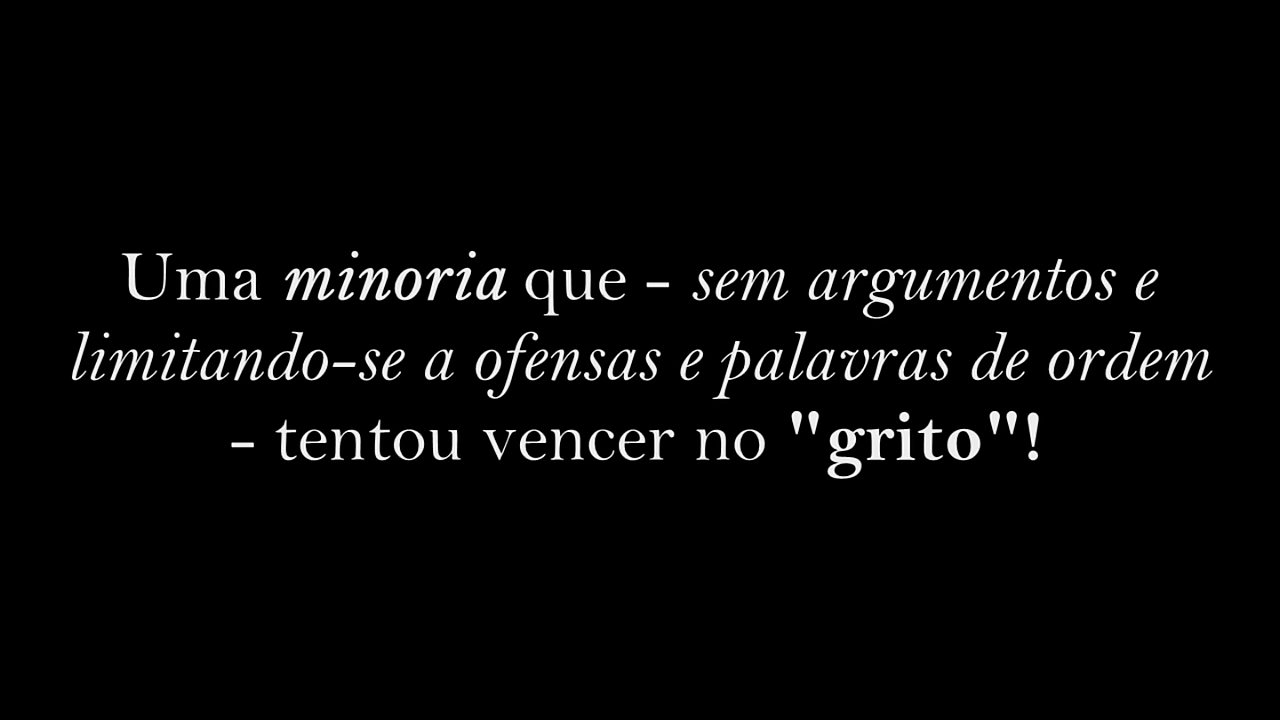 Uma minoria que - sem argumentos e
limitando-se a ofensas e palavras de ordem
- tentou vencer no "grito"!